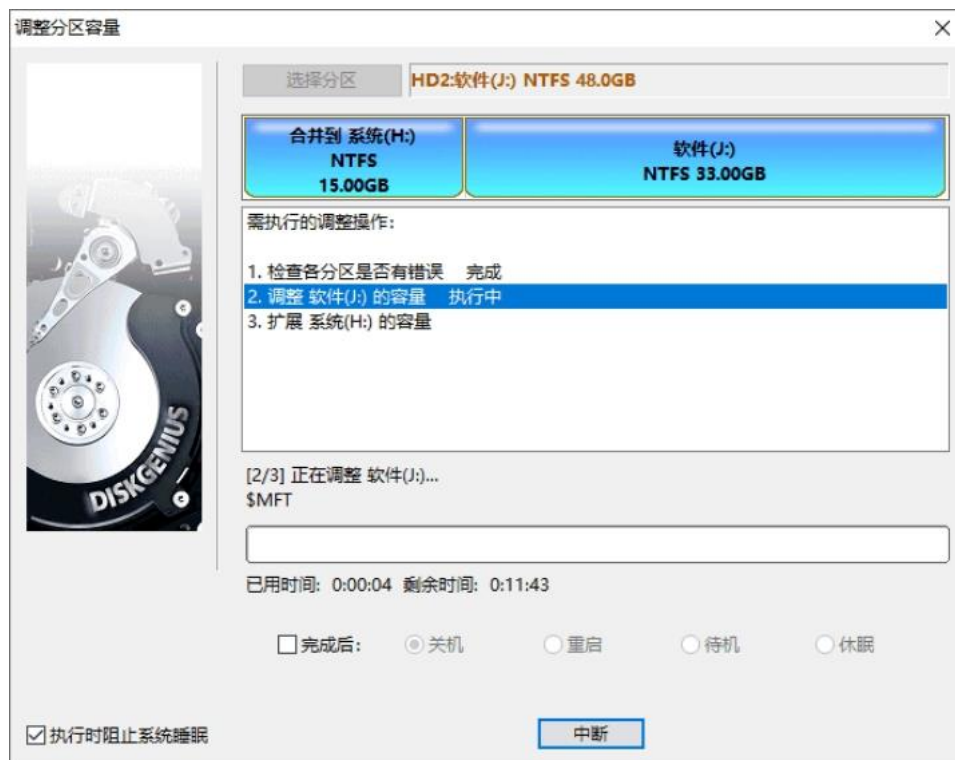 调整分区容量
选择分区 HD2:软件(J:) NTFS 48.0GB
合并到 系统(H:)
NTFS
15.00GB
软件(J:)
NTFS 33.00GB
需执行的调整操作:
1. 检查各分区是否有错误 完成
2. 调整 软件(J:) 的容量 执行中
3. 扩展 系统(H:) 的容量
DISKGENIUS
[2/3] 正在调整 软件(J:)...
$MFT
已用时间: 0:00:04 剩余时间: 0:11:43
完成后: 关机 重启 待机 休眠
执行时阻止系统睡眠 中断